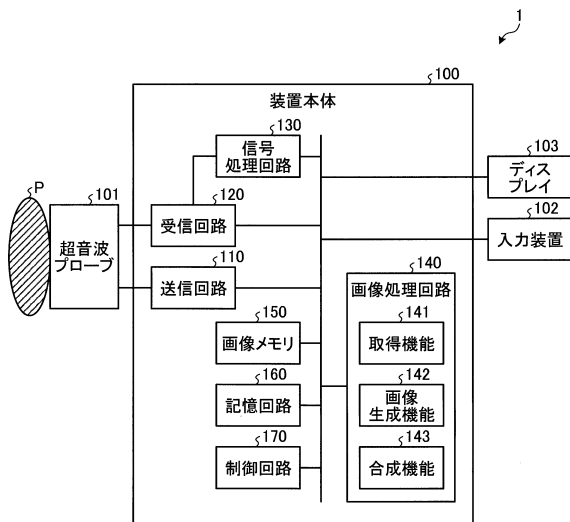 1
100
装置本体
130
信号
処理回路
103
ディス
プレイ
P
101
超音波
プローブ
120
受信回路
102
入力装置
110
送信回路
140
画像処理回路
150
画像メモリ
141
取得機能
160
記憶回路
142
画像
生成機能
170
制御回路
143
合成機能